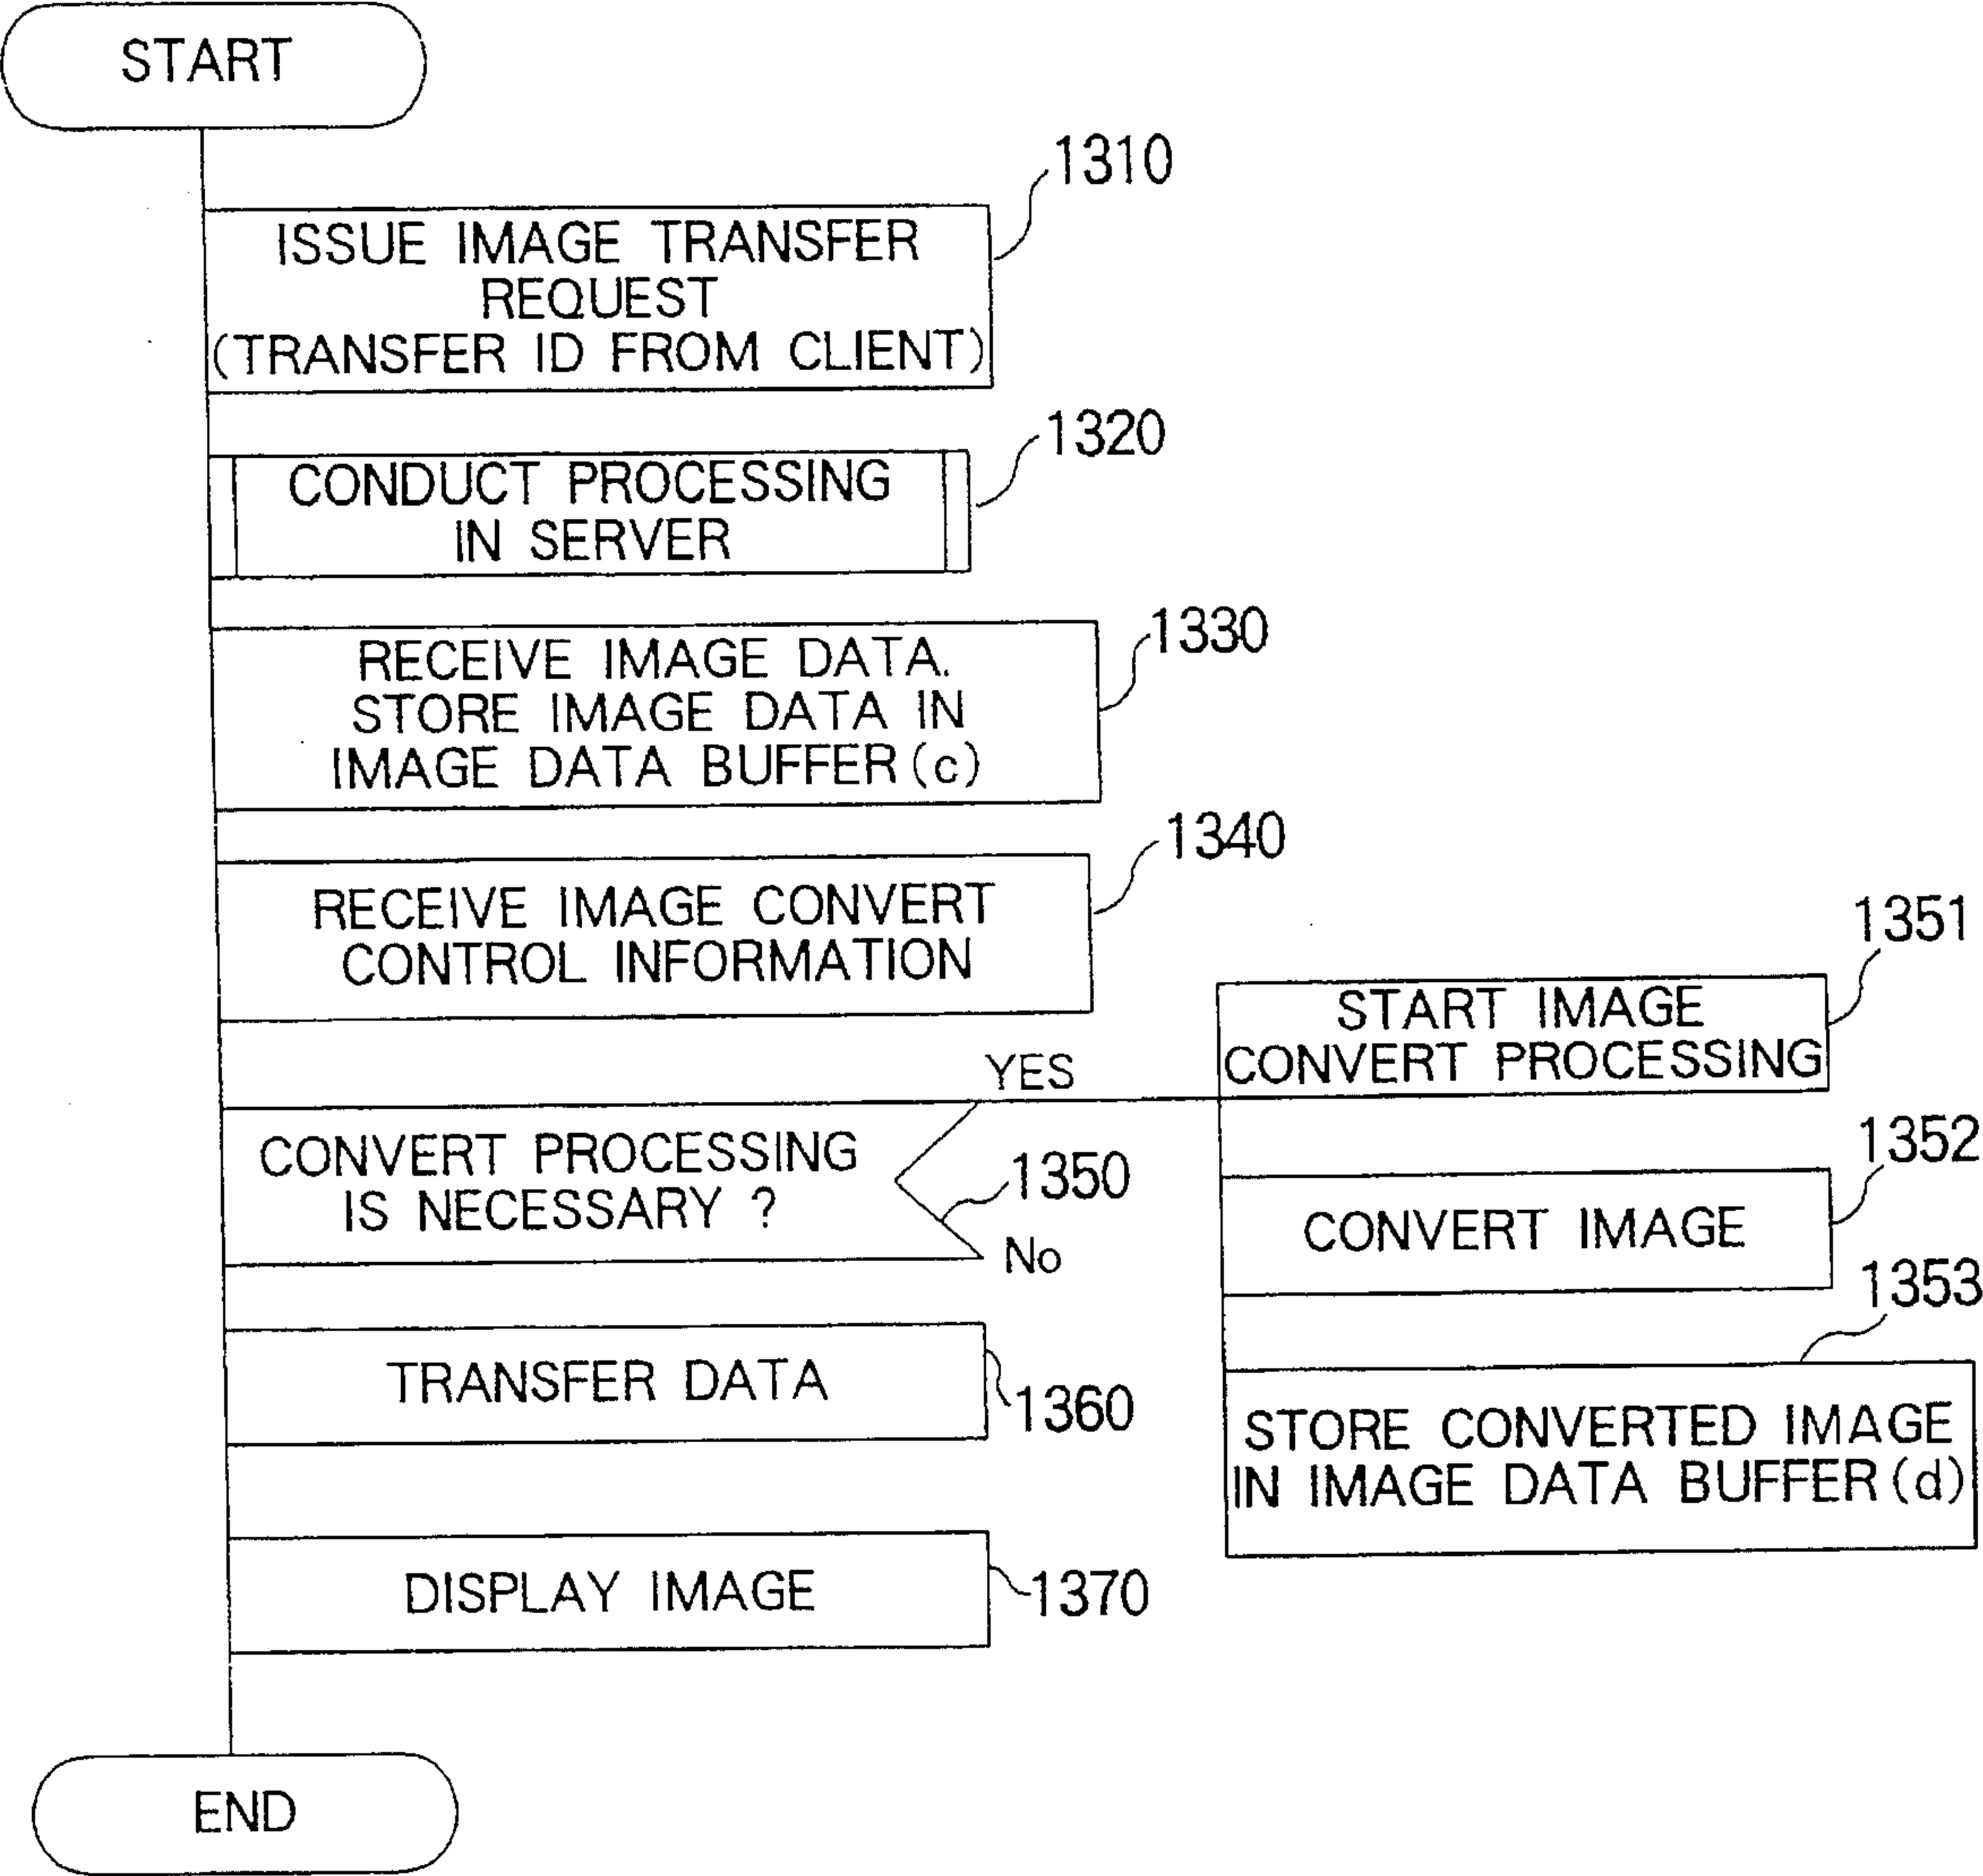 START
1310
ISSUE IMAGE TRANSFER
REQUEST
(TRANSFER ID FROM CLIENT)
1320
CONDUCT PROCESSING
IN SERVER
1330
RECEIVE IMAGE DATA.
STORE IMAGE DATA IN
IMAGE DATA BUFFER(c)
1340
RECEIVE IMAGE CONVERT
CONTROL INFORMATION
YES
CONVERT PROCESSING
IS NECESSARY ?
1350
No
1351
START IMAGE
CONVERT PROCESSING
1352
CONVERT IMAGE
1353
STORE CONVERTED IMAGE
IN IMAGE DATA BUFFER(d)
TRANSFER DATA
1360
DISPLAY IMAGE
1370
END